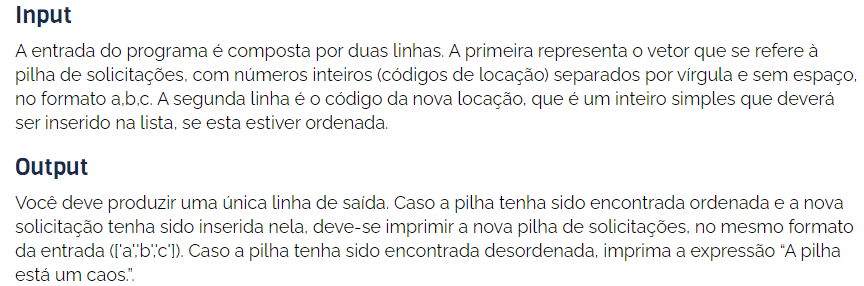 Input
A entrada do programa é composta por duas linhas. A primeira representa o vetor que se refere à
pilha de solicitações, com números inteiros (códigos de locação) separados por vírgula e sem espaço,
no formato a,b,c. A segunda linha é o código da nova locação, que é um inteiro simples que deverá
ser inserido na lista, se esta estiver ordenada.
Output
Você deve produzir uma única linha de saída. Caso a pilha tenha sido encontrada ordenada e a nova
solicitação tenha sido inserida nela, deve-se imprimir a nova pilha de solicitações, no mesmo formato
da entrada (['a','b','c']). Caso a pilha tenha sido encontrada desordenada, imprima a expressão “A pilha
está um caos.”.